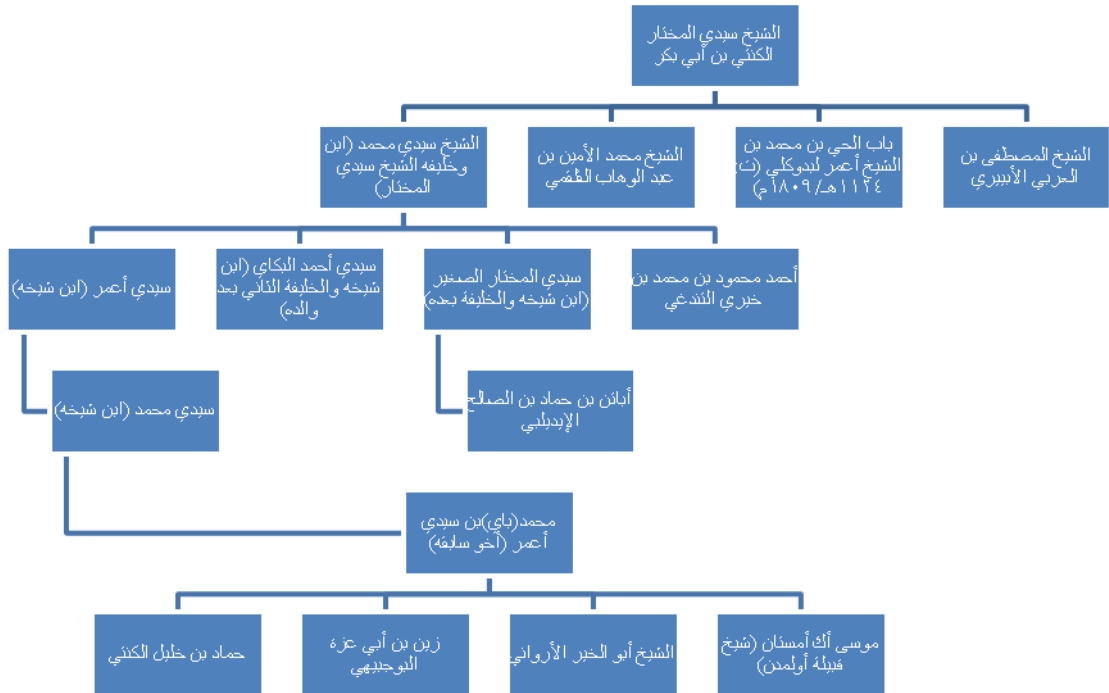 الشيخ سيدي المختار
الكنتي بن أبي بكر
الشيخ المصطفى بن
العربي الأبييري
باب الحي بن محمد بن
الشيخ أعمر لبدوكلي (ت:
١١٢٤هـ/١٨٠٩م)
الشيخ محمد الأمين بن
عبد الوهاب الفلقمي
الشيخ سيدي محمد (ابن
وخليفه الشيخ سيدي
المختار)
أحمد محمود بن محمد بن
خيري التندغي
سيدي المختار الصغير
(ابن شيخه والخليفة بعده)
سيدي أحمد البكاي (ابن
شيخه والخليفة الثاني بعد
والده)
سيدي أعمر (ابن شيخه)
أباتن بن حماد بن الصالح
الإيديلبي
سيدي محمد (ابن شيخه)
محمد(باي)بن سيدي
أعمر (أخو سابقه)
موسى أك أمستان (شيخ
قبيلة أولمدن)
الشيخ أبو الخير الأرواني
زين بن أبي عزة
البوجبيهي
حماد بن خليل الكنتي